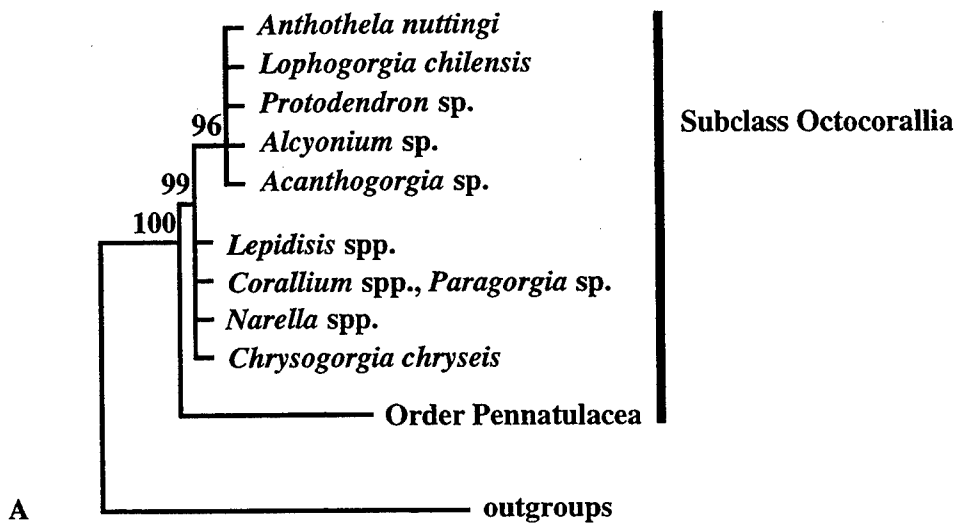 Anthothela nuttingi
Lophogorgia chilensis
Protodendron sp.
Subclass Octocorallia
96
Alcyonium sp.
Acanthogorgia sp.
99
100
Lepidisis spp.
Corallium spp., Paragorgia sp.
Narella spp.
Chrysogorgia chryseis
Order Pennatulacea
A
outgroups